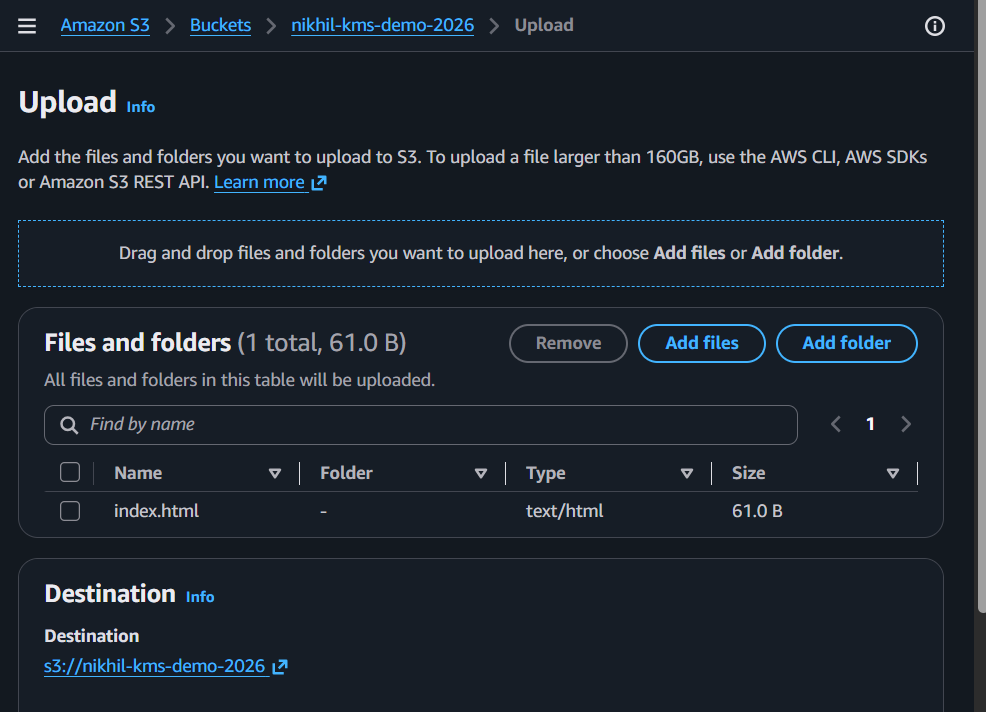 Amazon S3 > Buckets > nikhil-kms-demo-2026 > Upload
Upload Info
Add the files and folders you want to upload to S3. To upload a file larger than 160GB, use the AWS CLI, AWS SDKs
or Amazon S3 REST API. Learn more
Drag and drop files and folders you want to upload here, or choose Add files or Add folder.
Files and folders (1 total, 61.0 B)
Remove Add files Add folder
All files and folders in this table will be uploaded.
Find by name
1
Name Folder Type Size
index.html - text/html 61.0 B
Destination Info
Destination
s3://nikhil-kms-demo-2026